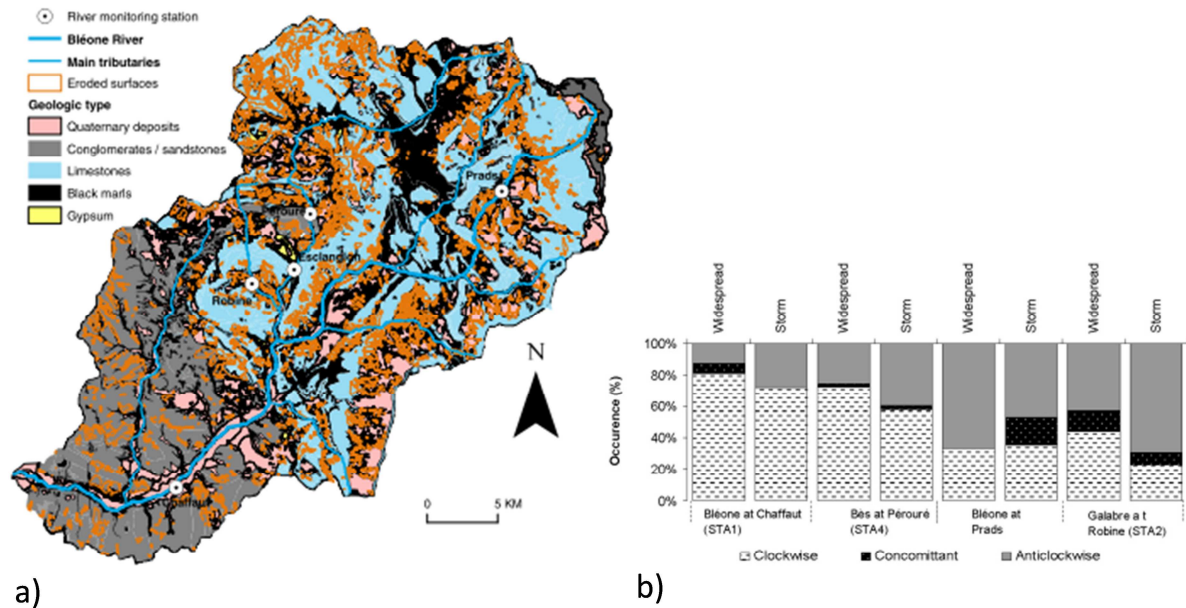 River monitoring station
Bléone River
Main tributaries
Eroded surfaces
Geologic type
Quaternary deposits
Conglomerates / sandstones
Limestones
Black marls
Gypsum
Prads
Pérouré
Esclangon
Robine
Chaffaut
N
0 5 KM
a)
Widespread
Storm
Widespread
Storm
Widespread
Storm
Widespread
Storm
Occurence (%)
100%
80%
60%
40%
20%
0%
Bléone at Chaffaut
(STA1)
Bès at Pérouré
(STA4)
Bléone at
Prads
Galabre a t
Robine (STA2)
Clockwise
Concomittant
Anticlockwise
b)